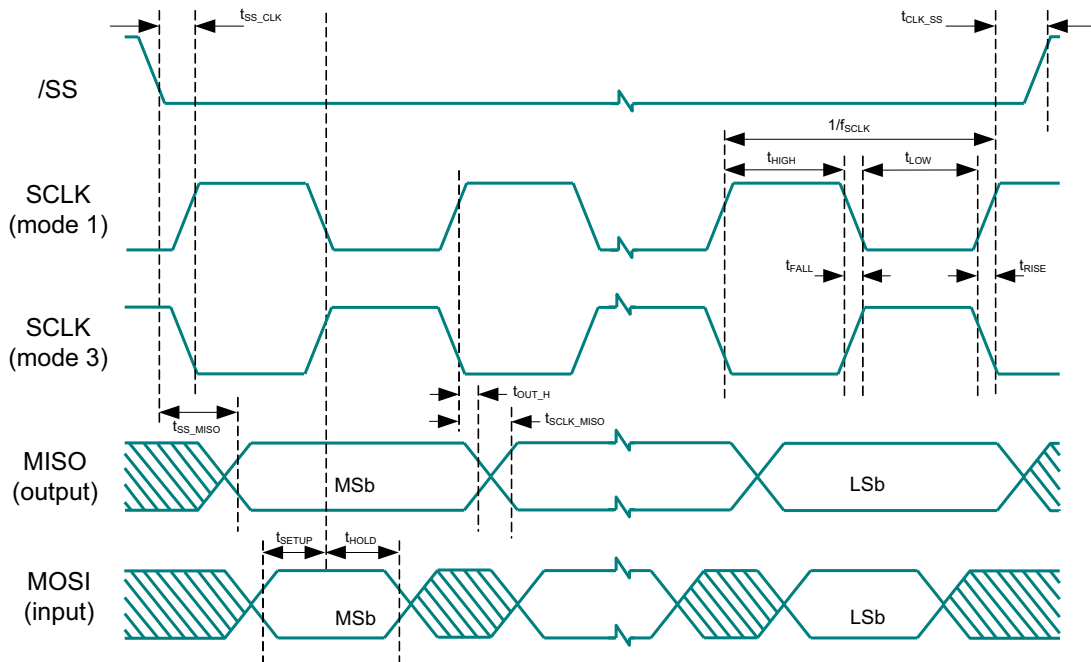 tSS_CLK
tCLK_SS
/SS
1/fSCLK
tHIGH
tLOW
SCLK
(mode 1)
tFALL
tRISE
SCLK
(mode 3)
tOUT_H
tSS_MISO
tSCLK_MISO
MISO
(output)
MSb
LSb
tSETUP
tHOLD
MOSI
(input)
MSb
LSb